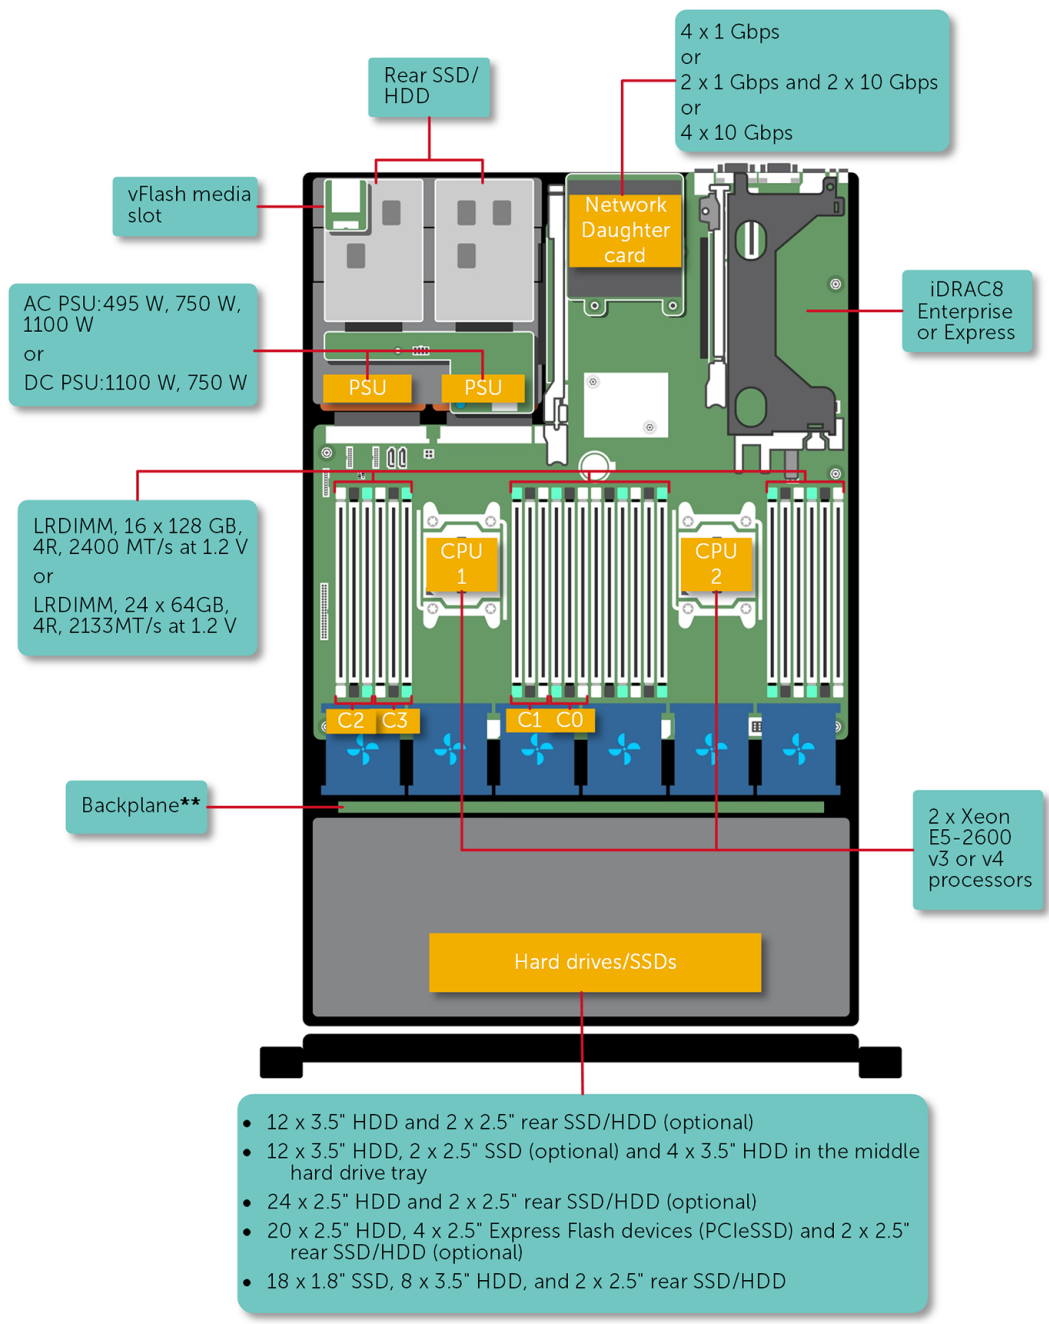 4 x 1 Gbps
or
2 x 1 Gbps and 2 x 10 Gbps
or
4 x 10 Gbps
Rear SSD/
HDD
vFlash media
slot
Network
Daughter
card
AC PSU:495 W, 750 W,
1100 W
or
DC PSU:1100 W, 750 W
iDRAC8
Enterprise
or Express
PSU
PSU
LRDIMM, 16 x 128 GB,
4R, 2400 MT/s at 1.2 V
or
LRDIMM, 24 x 64GB,
4R, 2133MT/s at 1.2 V
CPU
1
CPU
2
C2
C3
C1
C0
Backplane**
2 x Xeon
E5-2600
v3 or v4
processors
Hard drives/SSDs
• 12 x 3.5" HDD and 2 x 2.5" rear SSD/HDD (optional)
• 12 x 3.5" HDD, 2 x 2.5" SSD (optional) and 4 x 3.5" HDD in the middle
hard drive tray
• 24 x 2.5" HDD and 2 x 2.5" rear SSD/HDD (optional)
• 20 x 2.5" HDD, 4 x 2.5" Express Flash devices (PCIeSSD) and 2 x 2.5"
rear SSD/HDD (optional)
• 18 x 1.8" SSD, 8 x 3.5" HDD, and 2 x 2.5" rear SSD/HDD